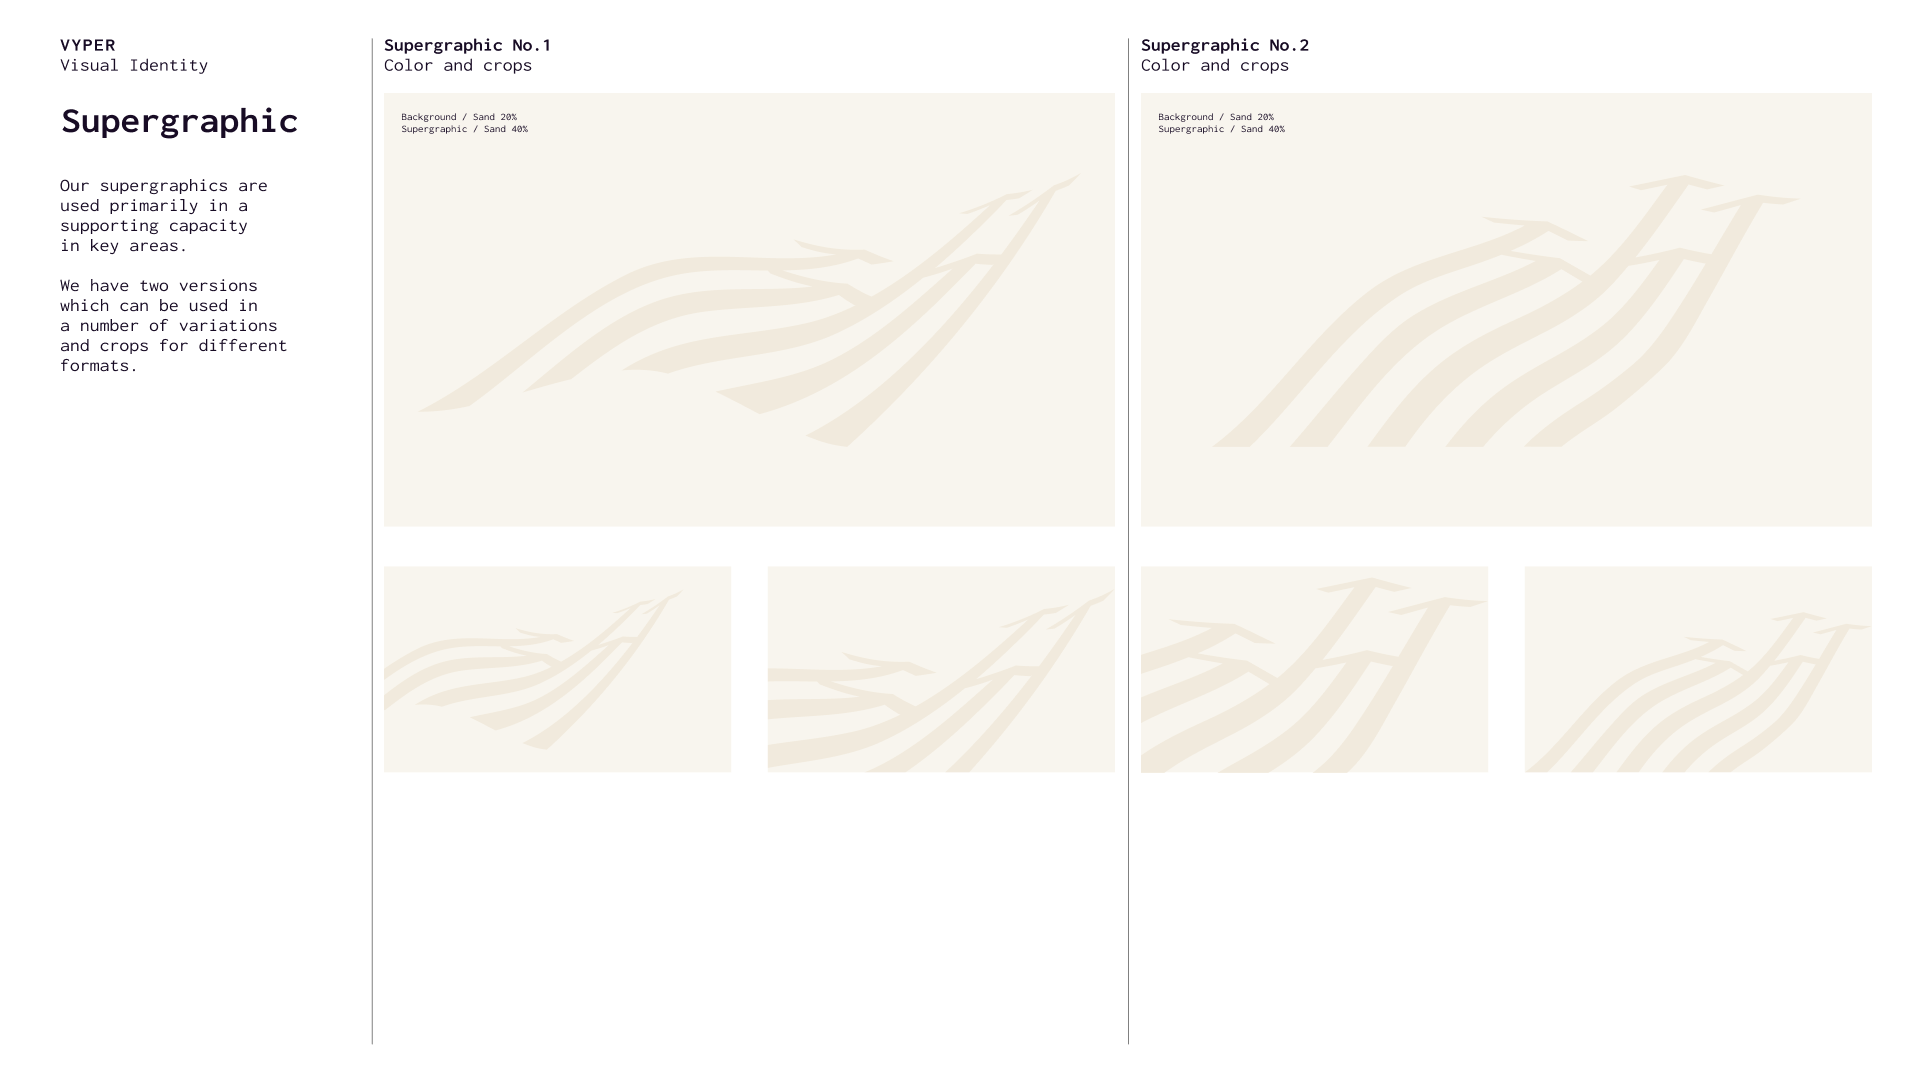 VYPER
Visual Identity
Supergraphic
Our supergraphics are
used primarily in a
supporting capacity
in key areas.
We have two versions
which can be used in
a number of variations
and crops for different
formats.
Supergraphic No.1
Color and crops
Background / Sand 20%
Supergraphic / Sand 40%
Supergraphic No.2
Color and crops
Background / Sand 20%
Supergraphic / Sand 40%